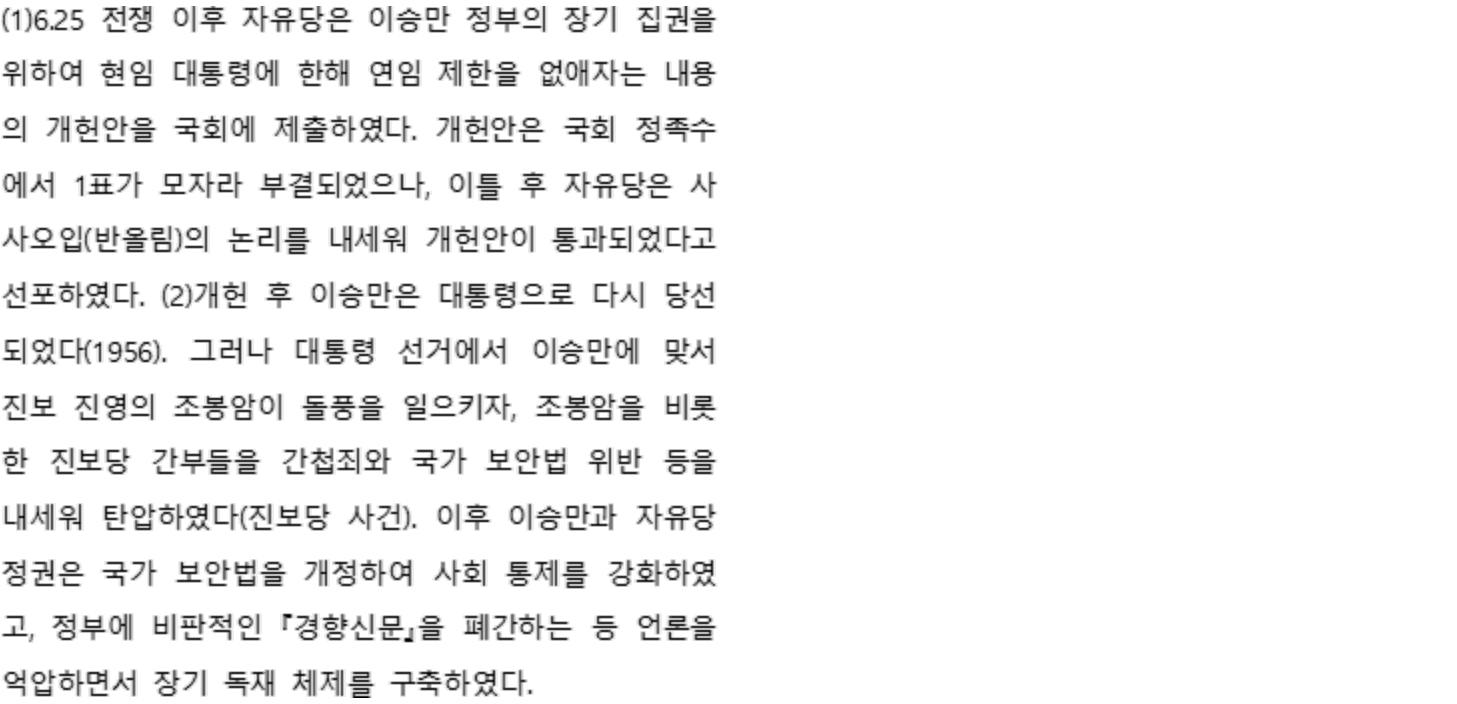 (1)6.25 전쟁 이후 자유당은 이승만 정부의 장기 집권을
위하여 현임 대통령에 한해 연임 제한을 없애자는 내용
의 개헌안을 국회에 제출하였다. 개헌안은 국회 정족수
에서 1표가 모자라 부결되었으나, 이틀 후 자유당은 사
사오입(반올림)의 논리를 내세워 개헌안이 통과되었다고
선포하였다. (2)개헌 후 이승만은 대통령으로 다시 당선
되었다(1956). 그러나 대통령 선거에서 이승만에 맞서
진보 진영의 조봉암이 돌풍을 일으키자, 조봉암을 비롯
한 진보당 간부들을 간첩죄와 국가 보안법 위반 등을
내세워 탄압하였다(진보당 사건). 이후 이승만과 자유당
정권은 국가 보안법을 개정하여 사회 통제를 강화하였
고, 정부에 비판적인 『경향신문』을 폐간하는 등 언론을
억압하면서 장기 독재 체제를 구축하였다.